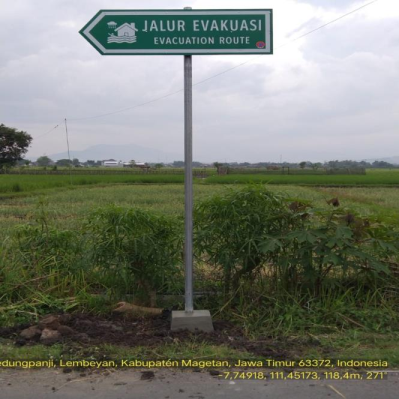 JALUR EVAKUASI
EVACUATION ROUTE
edungpanji, Lembeyan, Kabupaten Magetan, Jawa Timur 63372, Indonesia
-7,74918, 111,45173, 118,4m, 271°